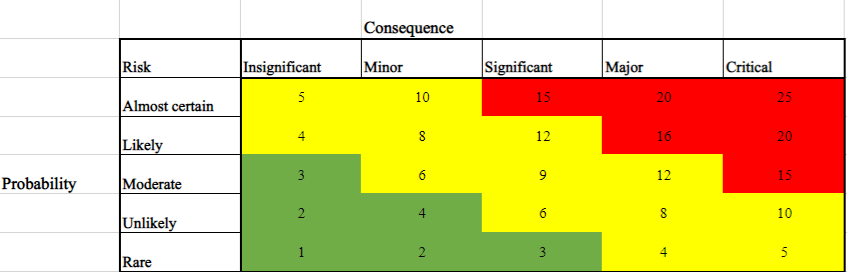 Consequence
Risk Insignificant Minor Significant Major Critical
Almost certain 5 10 15 20 25
Likely 4 8 12 16 20
Probability Moderate 3 6 9 12 15
Unlikely 2 4 6 8 10
Rare 1 2 3 4 5